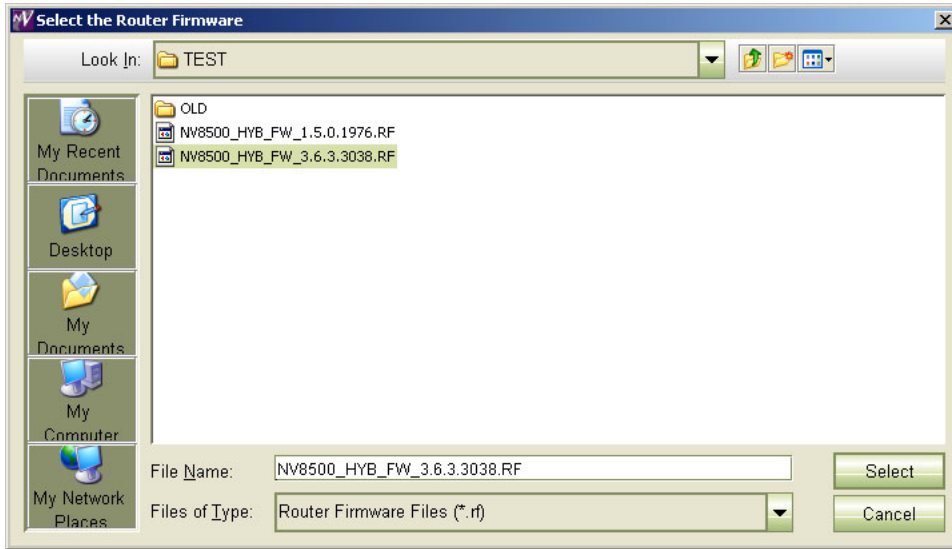 Select the Router Firmware
Look In:
TEST
OLD
NV8500_HYB_FW_1.5.0.1976.RF
NV8500_HYB_FW_3.6.3.3038.RF
My Recent
Documents
Desktop
My
Documents
My
Computer
My Network
Places
File Name:
NV8500_HYB_FW_3.6.3.3038.RF
Select
Files of Type:
Router Firmware Files (*.rf)
Cancel